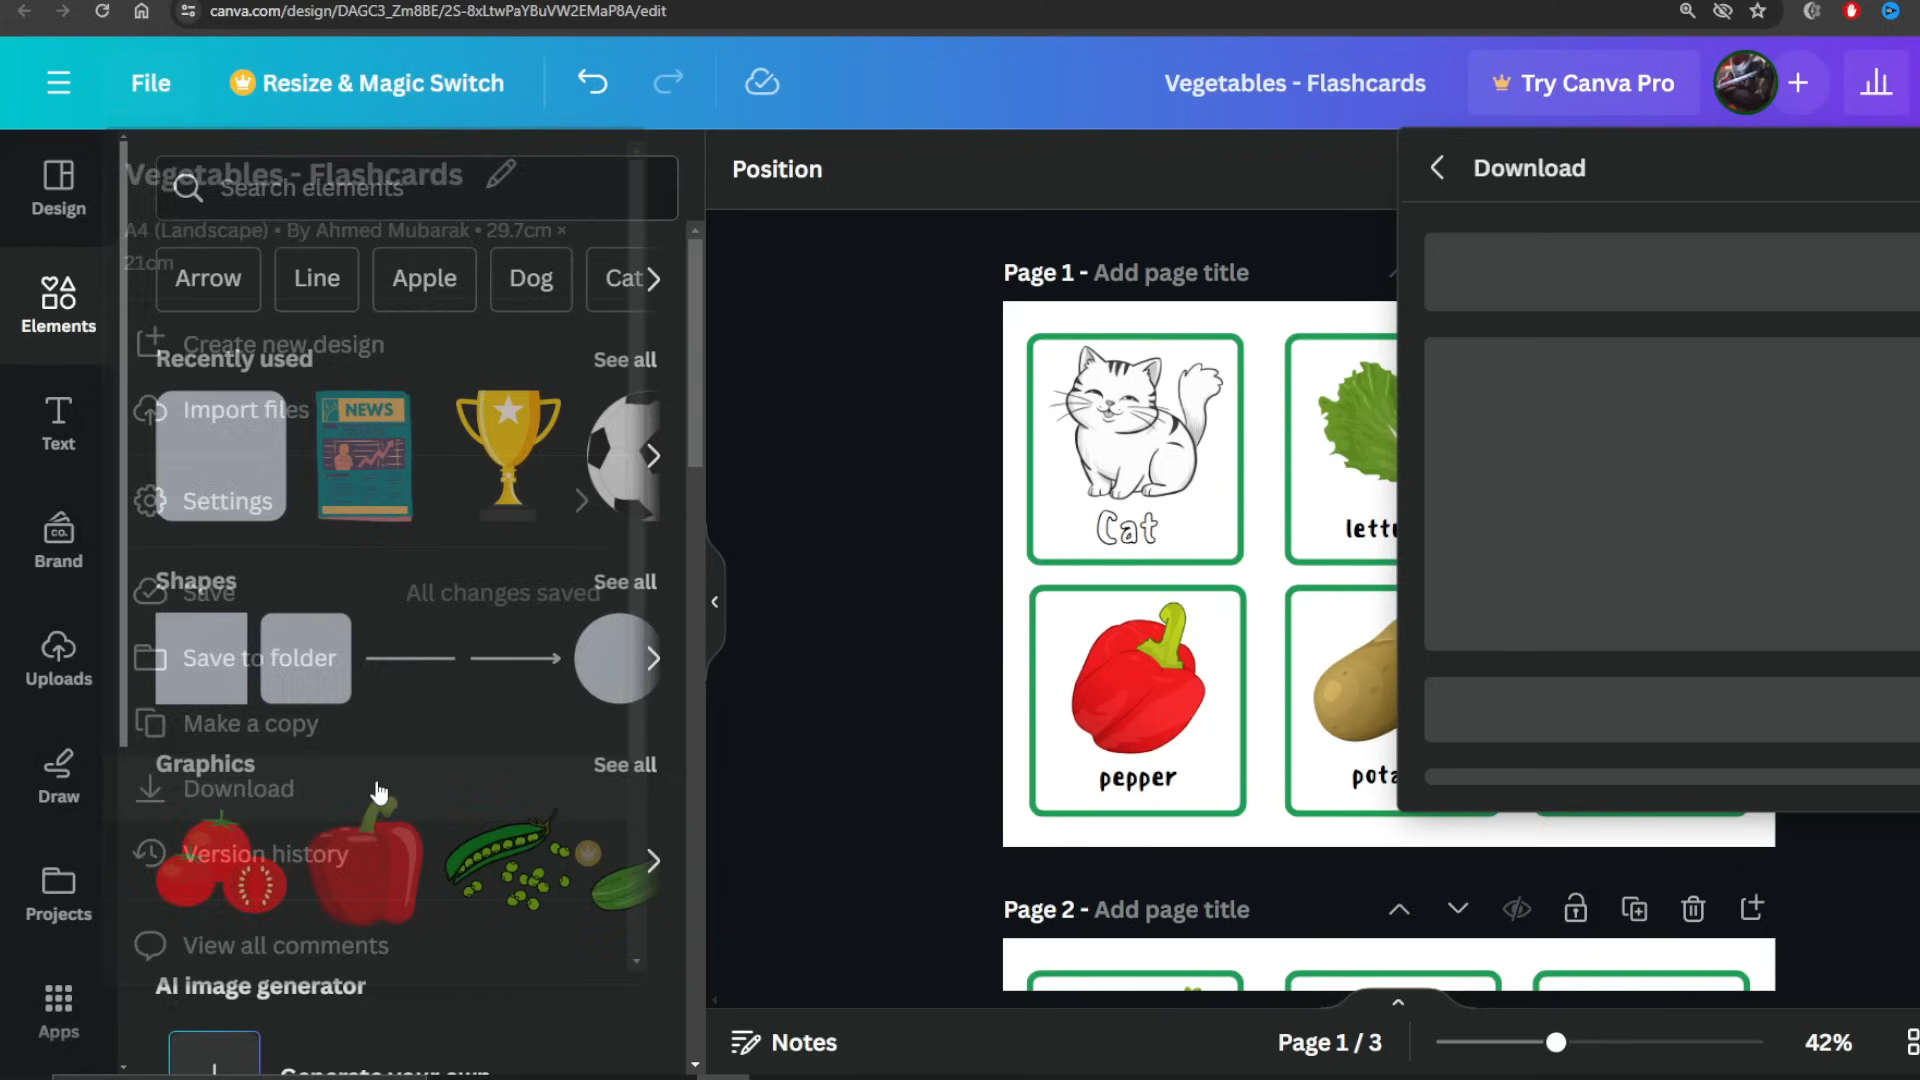 canva.com/design/DAGC3_Zm8BE/2S-8xLtwPaYBuVW2EMaP8A/edit
File
Resize & Magic Switch
Vegetables - Flashcards
Try Canva Pro
Design
Elements
Text
Brand
CO.
Uploads
Draw
Projects
Apps
Vegetables - Flashcards
Search elements
A4 (Landscape) • By Ahmed Mubarak • 29.7cm ×
21cm
Arrow
Line
Apple
Dog
Cat
Create new design
Recently used
See all
Import files
NEWS
Settings
Shapes
See all
Save
All changes saved
Save to folder
Make a copy
Graphics
See all
Download
Version history
View all comments
AI image generator
Generate your own
Position
Page 1 - Add page title
Cat
lettu
pepper
pota
Page 2 - Add page title
Download
Notes
Page 1 / 3
42%